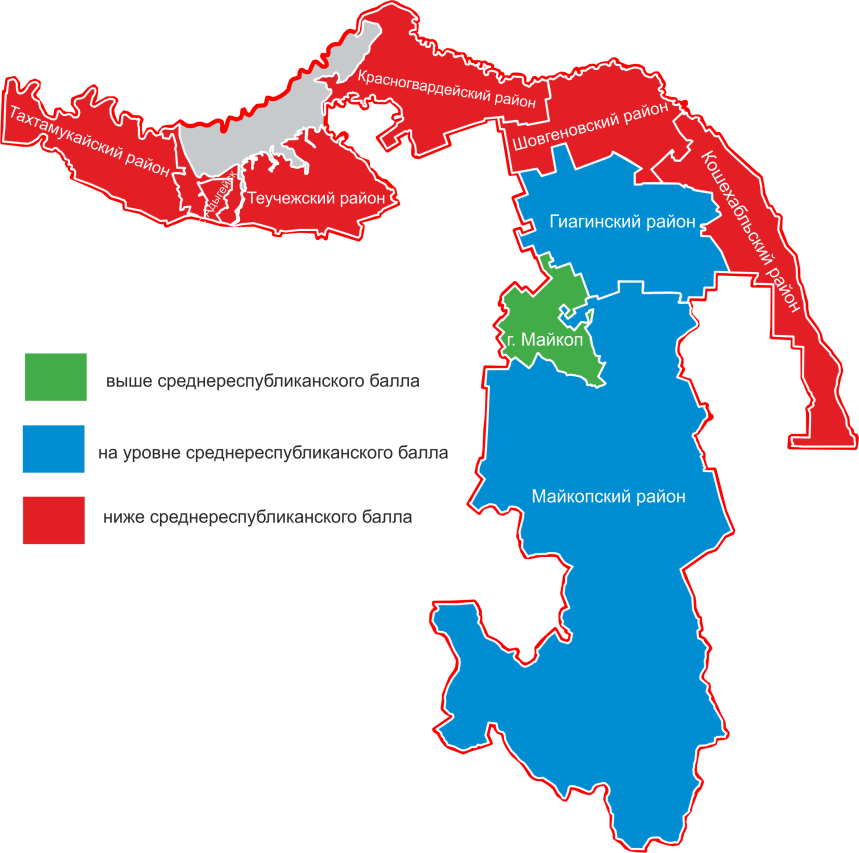 Красногвардейский район
Тахтамукайский район
Шовгеновский район
Кошехабльский район
Адыгейск
Теучежский район
Гиагинский район
г. Майкоп
выше среднереспубликанского балла
на уровне среднереспубликанского балла
Майкопский район
ниже среднереспубликанского балла